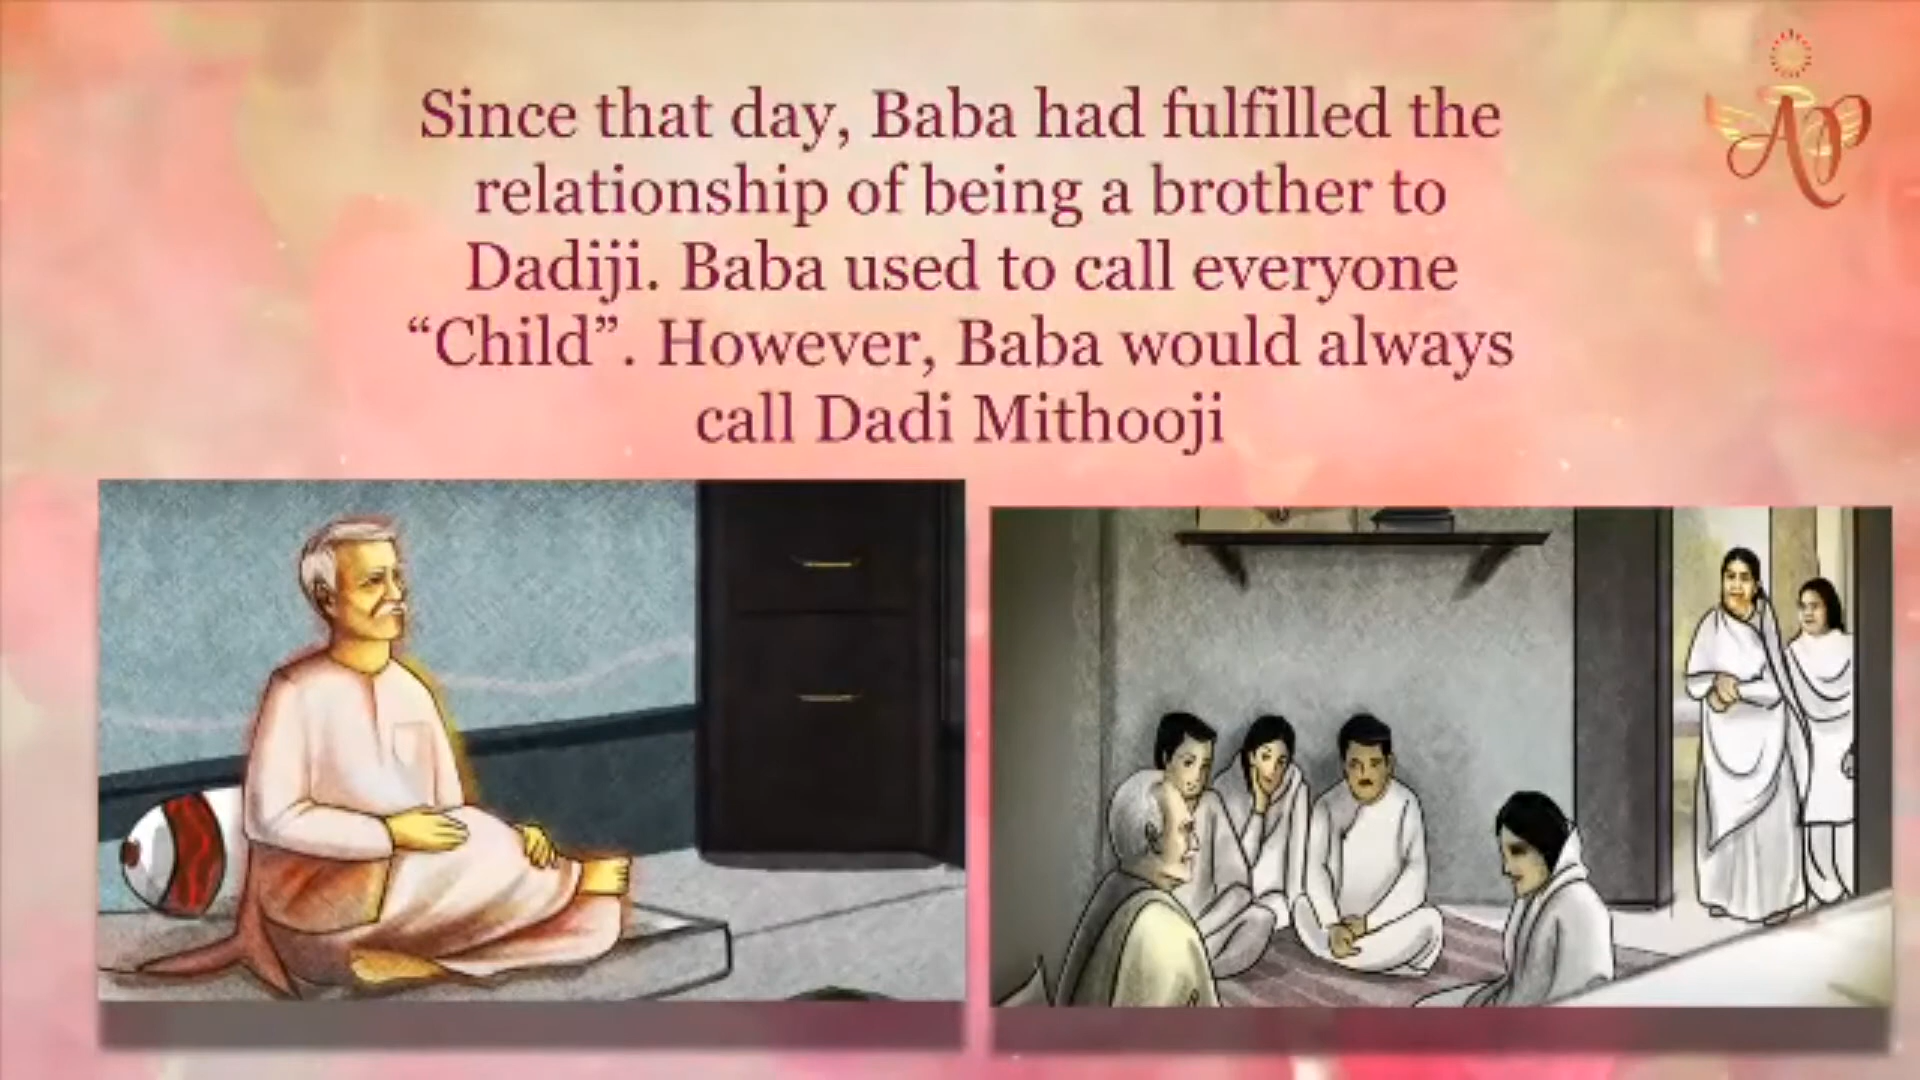 Since that day, Baba had fulfilled the
relationship of being a brother to
Dadiji. Baba used to call everyone
“Child”. However, Baba would always
call Dadi Mithooji
AP